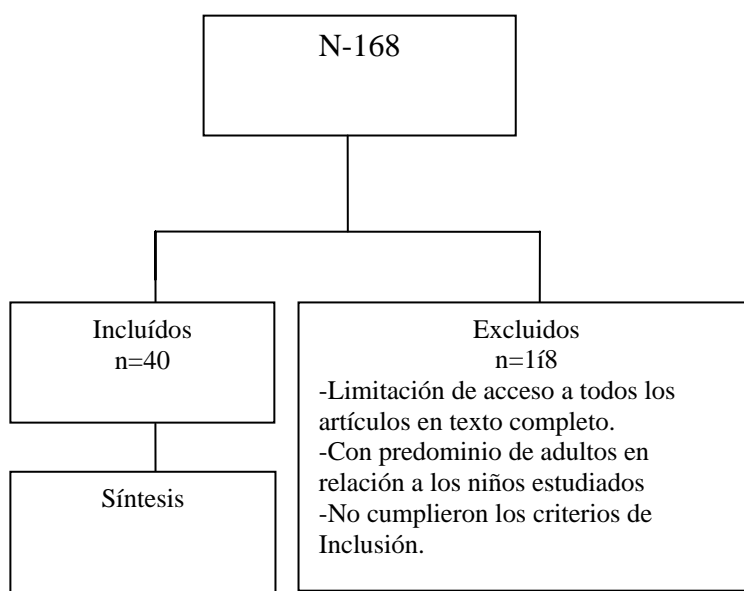 N-168
Incluídos
n=40
Síntesis
Excluidos
n=1í8
-Limitación de acceso a todos los
artículos en texto completo.
-Con predominio de adultos en
relación a los niños estudiados
-No cumplieron los criterios de
Inclusión.